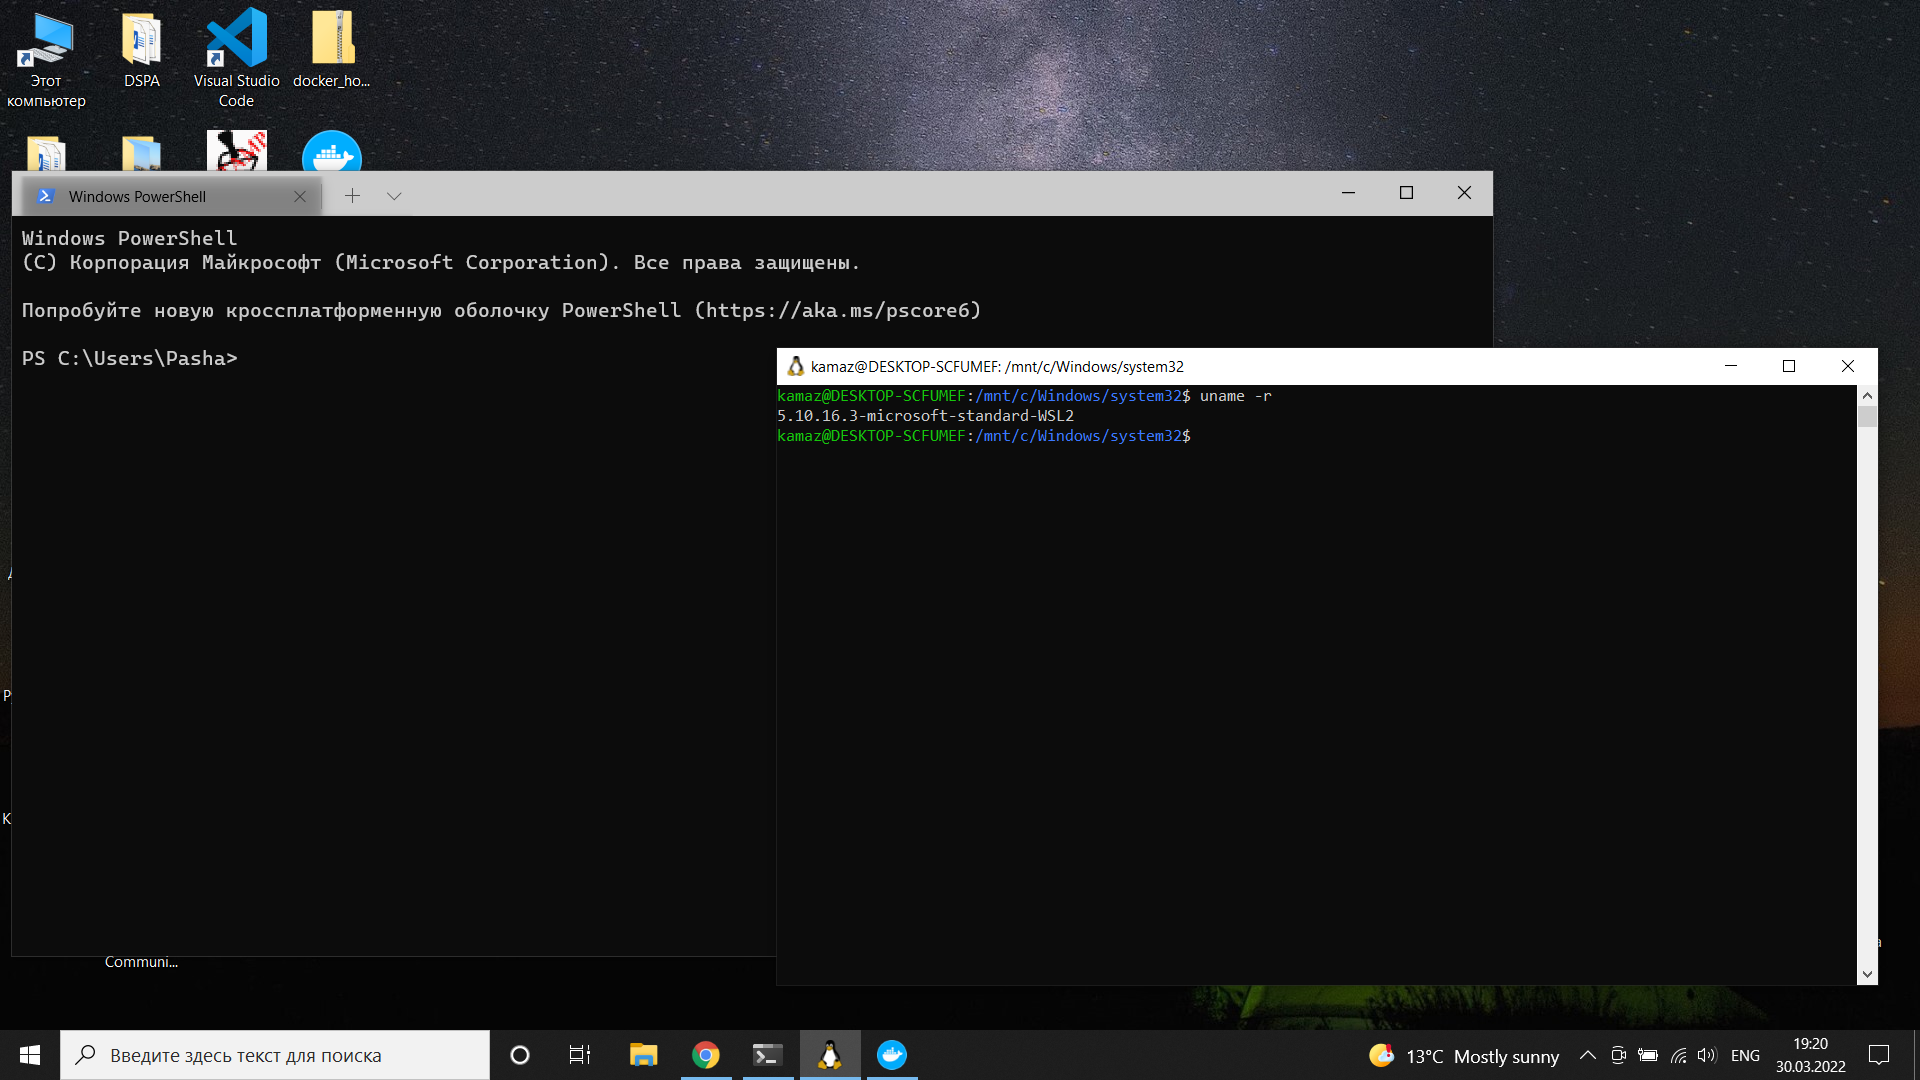 Этот
компьютер
DSPA
Visual Studio
Code
docker_ho...
Windows PowerShell
Windows PowerShell
(C) Корпорация Майкрософт (Microsoft Corporation). Все права защищены.
Попробуйте новую кроссплатформенную оболочку PowerShell (https://aka.ms/pscore6)
PS C:\Users\Pasha>
kamaz@DESKTOP-SCFUMEF: /mnt/c/Windows/system32
kamaz@DESKTOP-SCFUMEF:/mnt/c/Windows/system32$ uname -r
5.10.16.3-microsoft-standard-WSL2
kamaz@DESKTOP-SCFUMEF:/mnt/c/Windows/system32$
Communi...
Введите здесь текст для поиска
13°C Mostly sunny
ENG
19:20
30.03.2022